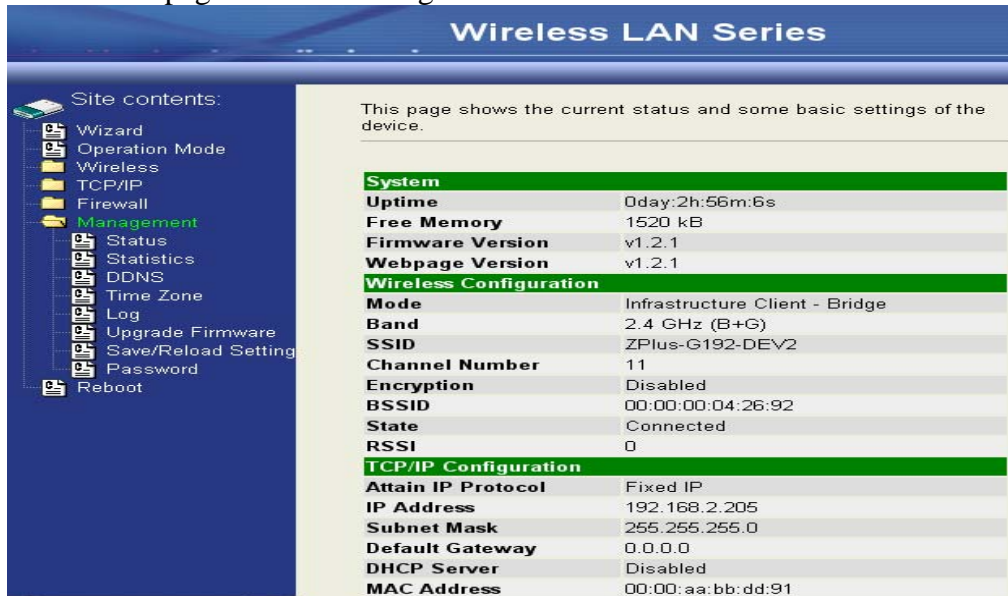 Wireless LAN Series
Site contents:
Wizard
Operation Mode
Wireless
TCP/IP
Firewall
Management
Status
Statistics
DDNS
Time Zone
Log
Upgrade Firmware
Save/Reload Setting
Password
Reboot
This page shows the current status and some basic settings of the
device.
System
Uptime 0day:2h:56m:6s
Free Memory 1520 kB
Firmware Version v1.2.1
Webpage Version v1.2.1
Wireless Configuration
Mode Infrastructure Client - Bridge
Band 2.4 GHz (B+G)
SSID ZPlus-G192-DEV2
Channel Number 11
Encryption Disabled
BSSID 00:00:00:04:26:92
State Connected
RSSI 0
TCP/IP Configuration
Attain IP Protocol Fixed IP
IP Address 192.168.2.205
Subnet Mask 255.255.255.0
Default Gateway 0.0.0.0
DHCP Server Disabled
MAC Address 00:00:aa:bb:dd:91